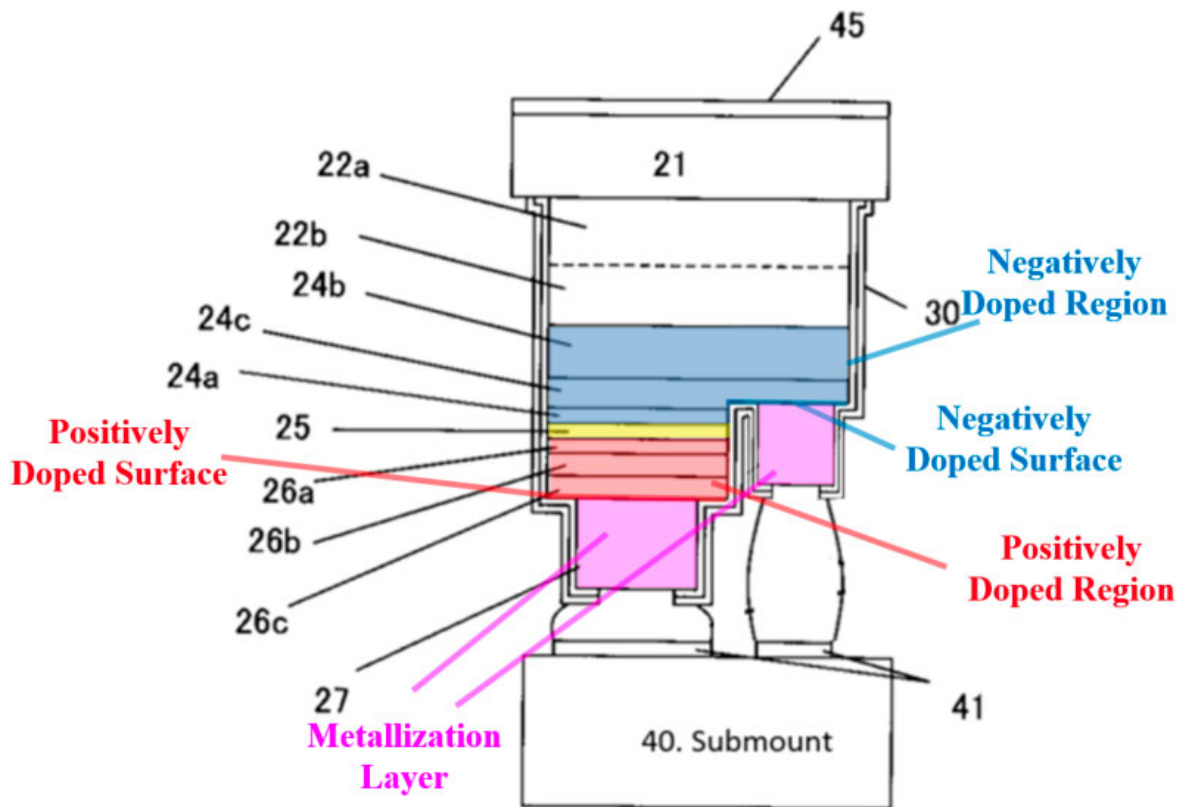 45
22a
21
22b
Negatively
Doped Region
24b
30
24c
24a
Positively
Doped Surface
25
Negatively
Doped Surface
26a
26b
Positively
Doped Region
26c
27
41
Metallization
Layer
40. Submount